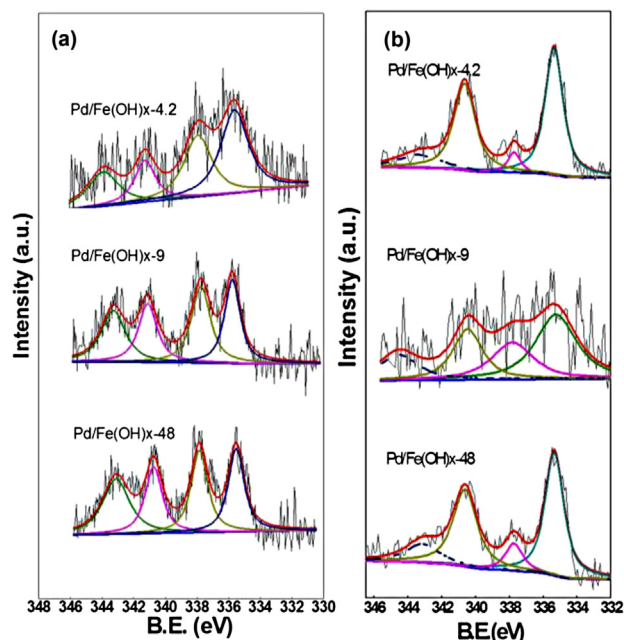 (a)
Pd/Fe(OH)x-4.2
Pd/Fe(OH)x-9
Pd/Fe(OH)x-48
Intensity (a.u.)
348 346 344 342 340 338 336 334 332 330
B.E. (eV)
(b)
Pd/Fe(OH)x-4.2
Pd/Fe(OH)x-9
Pd/Fe(OH)x-48
Intensity (a.u.)
346 344 342 340 338 336 334 332
B.E.(eV)